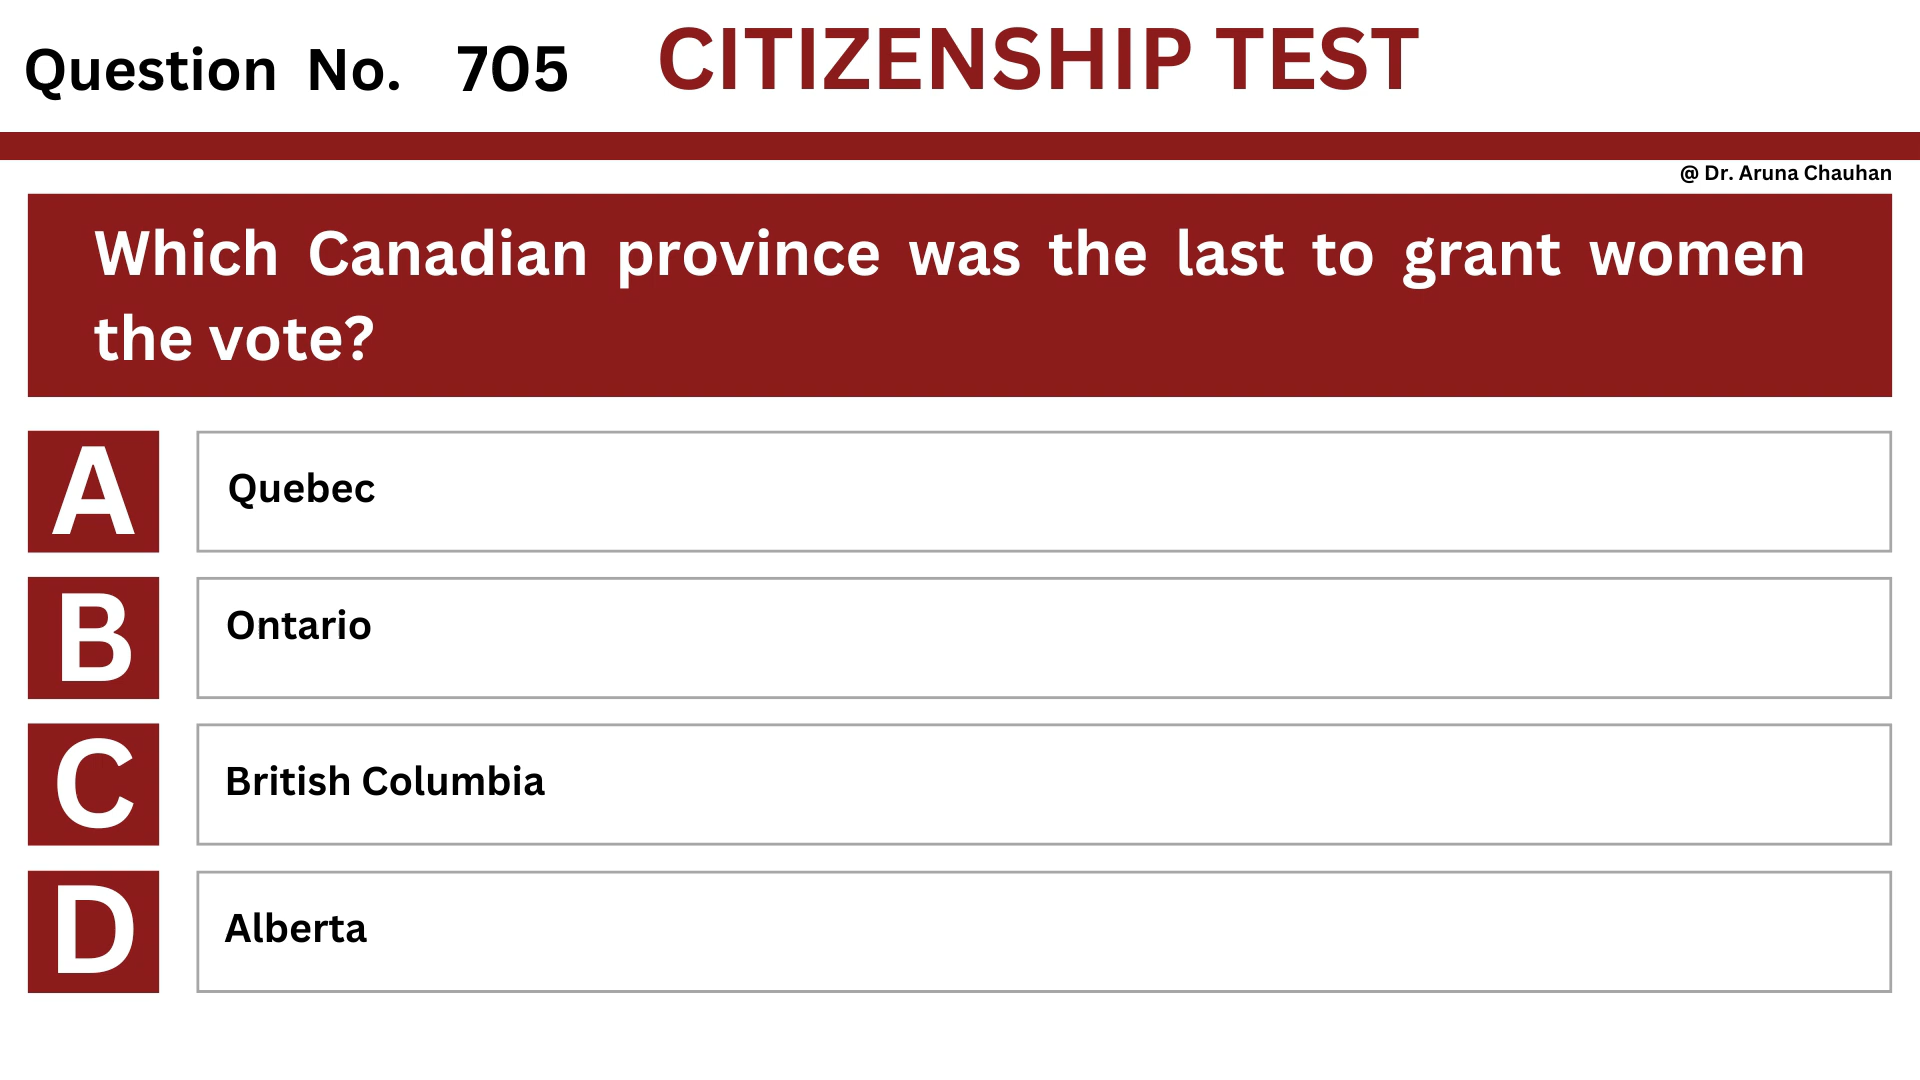 Question No. 705 CITIZENSHIP TEST
@ Dr. Aruna Chauhan
Which Canadian province was the last to grant women
the vote?
A Quebec
B Ontario
C British Columbia
D Alberta